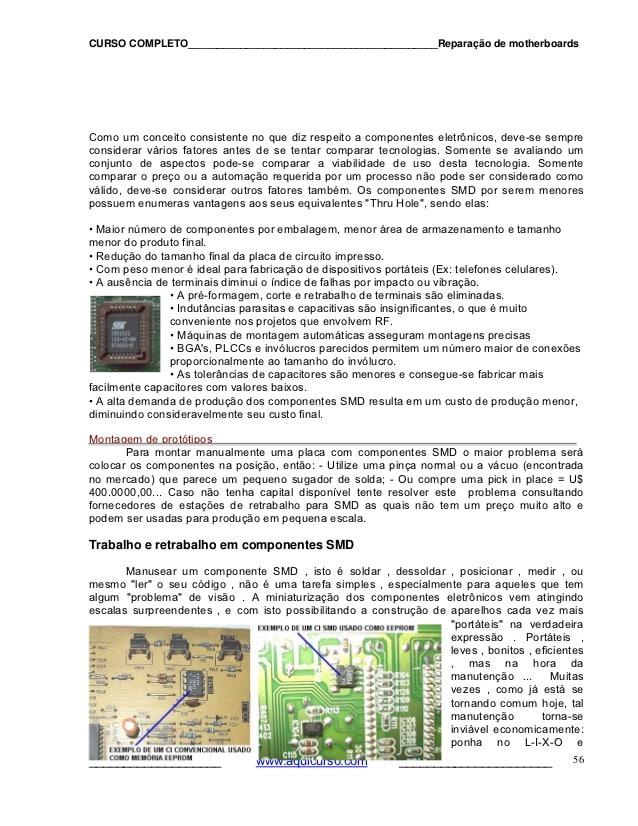 CURSO COMPLETO__________________________________________Reparação de motherboards
Como um conceito consistente no que diz respeito a componentes eletrônicos, deve-se sempre
considerar vários fatores antes de se tentar comparar tecnologias. Somente se avaliando um
conjunto de aspectos pode-se comparar a viabilidade de uso desta tecnologia. Somente
comparar o preço ou a automação requerida por um processo não pode ser considerado como
válido, deve-se considerar outros fatores também. Os componentes SMD por serem menores
possuem enumeras vantagens aos seus equivalentes "Thru Hole", sendo elas:
• Maior número de componentes por embalagem, menor área de armazenamento e tamanho
menor do produto final.
• Redução do tamanho final da placa de circuito impresso.
• Com peso menor é ideal para fabricação de dispositivos portáteis (Ex: telefones celulares).
• A ausência de terminais diminui o índice de falhas por impacto ou vibração.
• A pré-formagem, corte e retrabalho de terminais são eliminadas.
• Indutâncias parasitas e capacitivas são insignificantes, o que é muito
conveniente nos projetos que envolvem RF.
• Máquinas de montagem automáticas asseguram montagens precisas
• BGA's, PLCCs e invólucros parecidos permitem um número maior de conexões
proporcionalmente ao tamanho do invólucro.
• As tolerâncias de capacitores são menores e consegue-se fabricar mais
facilmente capacitores com valores baixos.
• A alta demanda de produção dos componentes SMD resulta em um custo de produção menor,
diminuindo consideravelmente seu custo final.
Montagem de protótipos
Para montar manualmente uma placa com componentes SMD o maior problema será
colocar os componentes na posição, então: - Utilize uma pinça normal ou a vácuo (encontrada
no mercado) que parece um pequeno sugador de solda; - Ou compre uma pick in place = U$
400.0000,00... Caso não tenha capital disponível tente resolver este problema consultando
fornecedores de estações de retrabalho para SMD as quais não tem um preço muito alto e
podem ser usadas para produção em pequena escala.
Trabalho e retrabalho em componentes SMD
Manusear um componente SMD , isto é soldar , dessoldar , posicionar , medir , ou
mesmo "ler" o seu código , não é uma tarefa simples , especialmente para aqueles que tem
algum "problema" de visão . A miniaturização dos componentes eletrônicos vem atingindo
escalas surpreendentes , e com isto possibilitando a construção de aparelhos cada vez mais
"portáteis" na verdadeira
expressão . Portáteis ,
leves , bonitos , eficientes
, mas na hora da
manutenção ... Muitas
vezes , como já está se
tornando comum hoje, tal
manutenção torna-se
inviável economicamente:
ponha no L-I-X-O e
EXEMPLO DE UM CI CONVENCIONAL USADO
COMO MEMÓRIA EEPROM
EXEMPLO DE UM CI SMD USADO COMO EEPROM
R113
C115
R104
R103
www.aquicurso.com
56